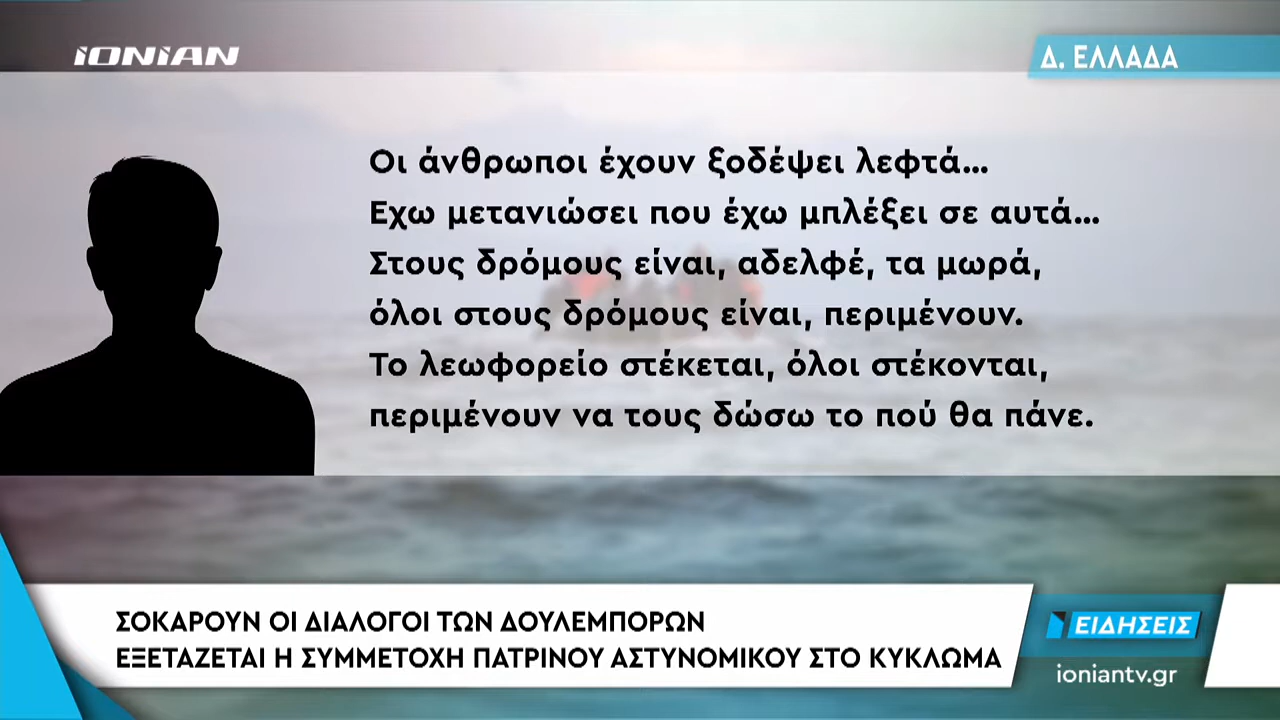 IONIAN
Δ. ΕΛΛΑΔΑ
Οι άνθρωποι έχουν ξοδέψει λεφτά...
Εχω μετανιώσει που έχω μπλέξει σε αυτά...
Στους δρόμους είναι, αδελφέ, τα μωρά,
όλοι στους δρόμους είναι, περιμένουν.
Το λεωφορείο στέκεται, όλοι στέκονται,
περιμένουν να τους δώσω το πού θα πάνε.
ΣΟΚΑΡΟΥΝ ΟΙ ΔΙΑΛΟΓΟΙ ΤΩΝ ΔΟΥΛΕΜΠΟΡΩΝ
ΕΞΕΤΑΖΕΤΑΙ Η ΣΥΜΜΕΤΟΧΗ ΠΑΤΡΙΝΟΥ ΑΣΤΥΝΟΜΙΚΟΥ ΣΤΟ ΚΥΚΛΩΜΑ
ΕΙΔΗΣΕΙΣ
ioniantv.gr